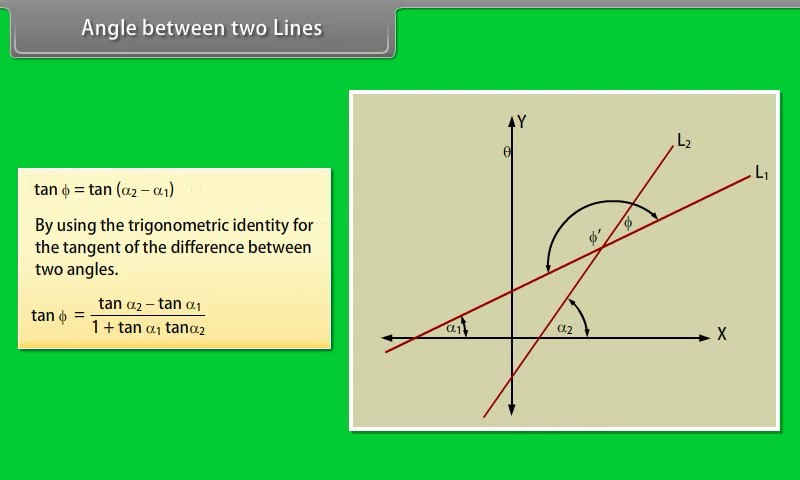 Angle between two Lines
tan ϕ = tan (α₂ – α₁)
By using the trigonometric identity for
the tangent of the difference between
two angles.
tan ϕ = tan α₂ – tan α₁
1 + tan α₁ tanα₂
Y
θ
L₂
L₁
ϕ
ϕ′
α₁
α₂
X